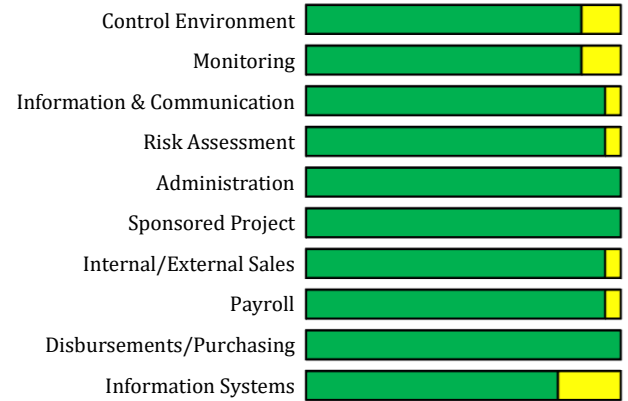 Control Environment
Monitoring
Information & Communication
Risk Assessment
Administration
Sponsored Project
Internal/External Sales
Payroll
Disbursements/Purchasing
Information Systems